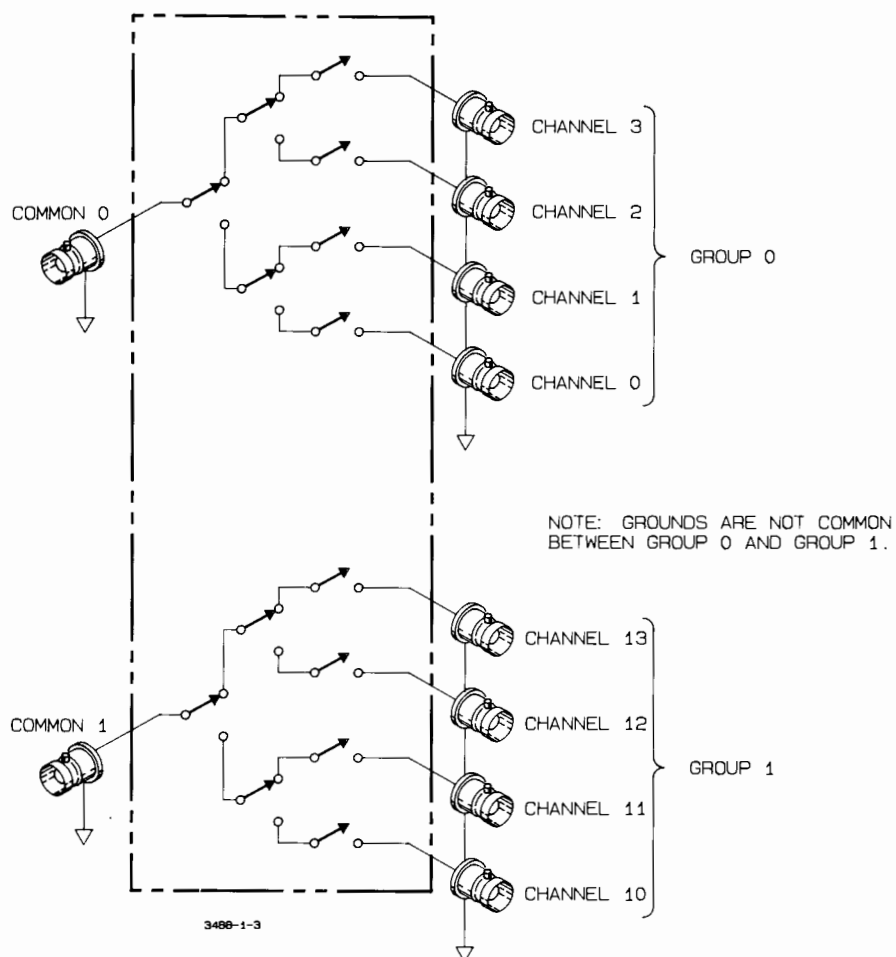 CHANNEL 3
CHANNEL 2
COMMON 0
CHANNEL 1
GROUP 0
CHANNEL 0
NOTE: GROUNDS ARE NOT COMMON
BETWEEN GROUP 0 AND GROUP 1.
CHANNEL 13
CHANNEL 12
COMMON 1
GROUP 1
CHANNEL 11
CHANNEL 10
3488-1-3